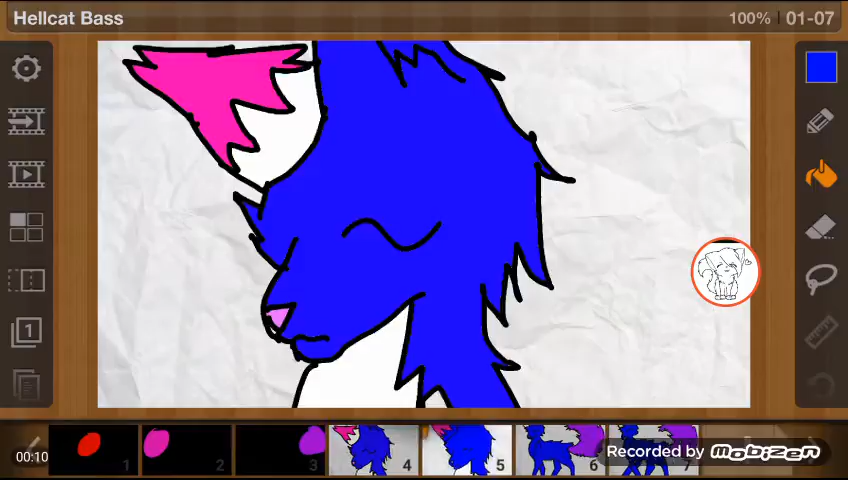 Hellcat Bass
100% 01-07
1
1 2 3 4 5 6 7
00:10
Recorded by mobizen